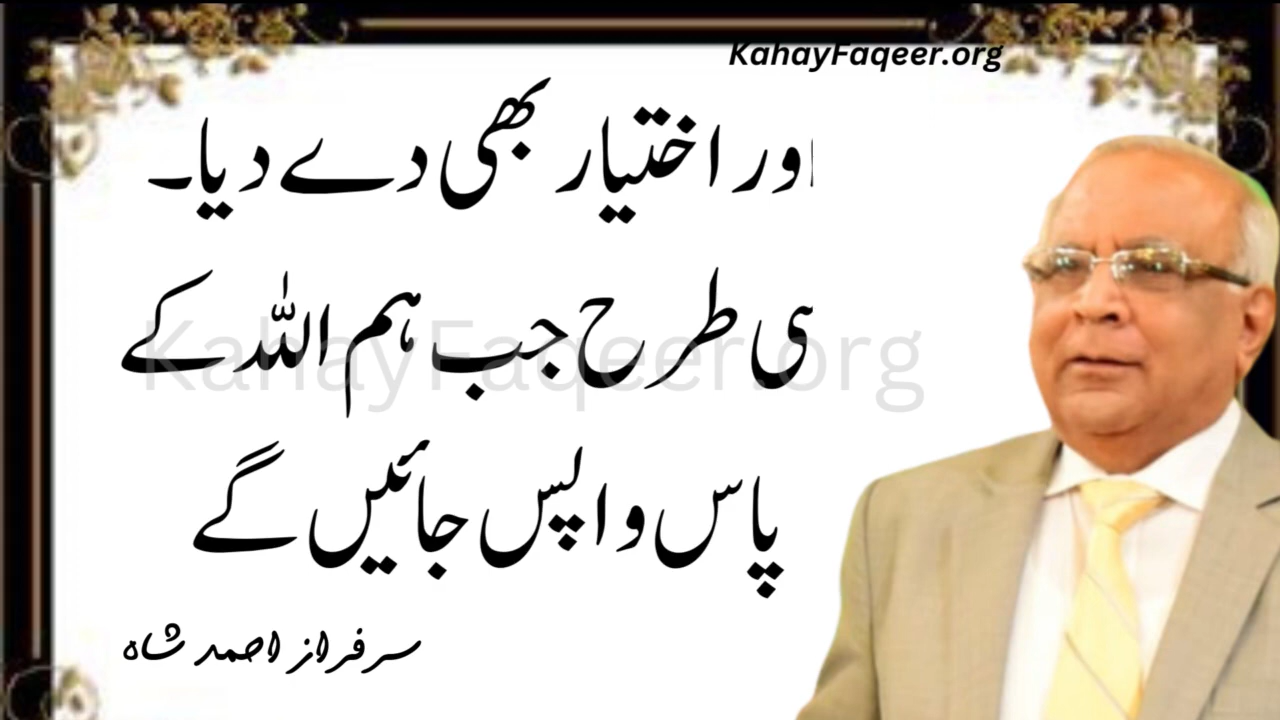 KahayFaqeer.org
اور اختیار بھی دے دیا۔
ہی طرح جب ہم اللہ کے
KahayFaqeer.org
پاس واپس جائیں گے
سرفراز احمد شاہ